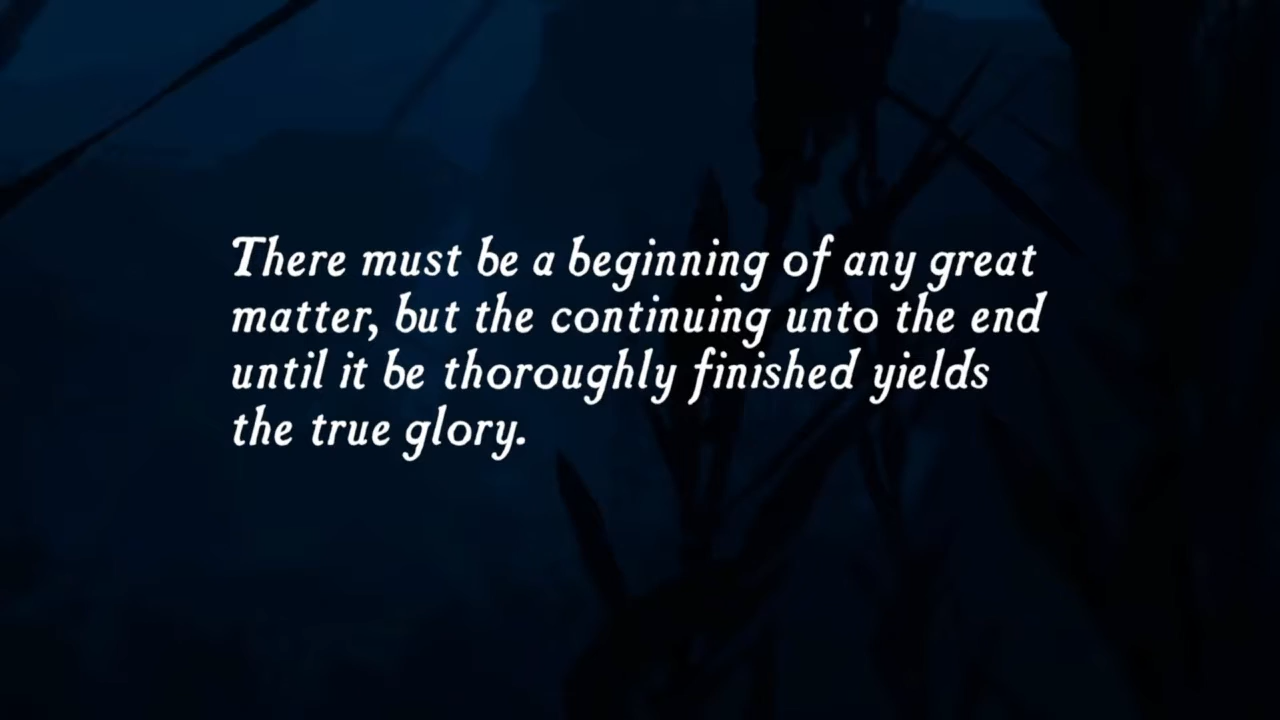 There must be a beginning of any great
matter, but the continuing unto the end
until it be thoroughly finished yields
the true glory.